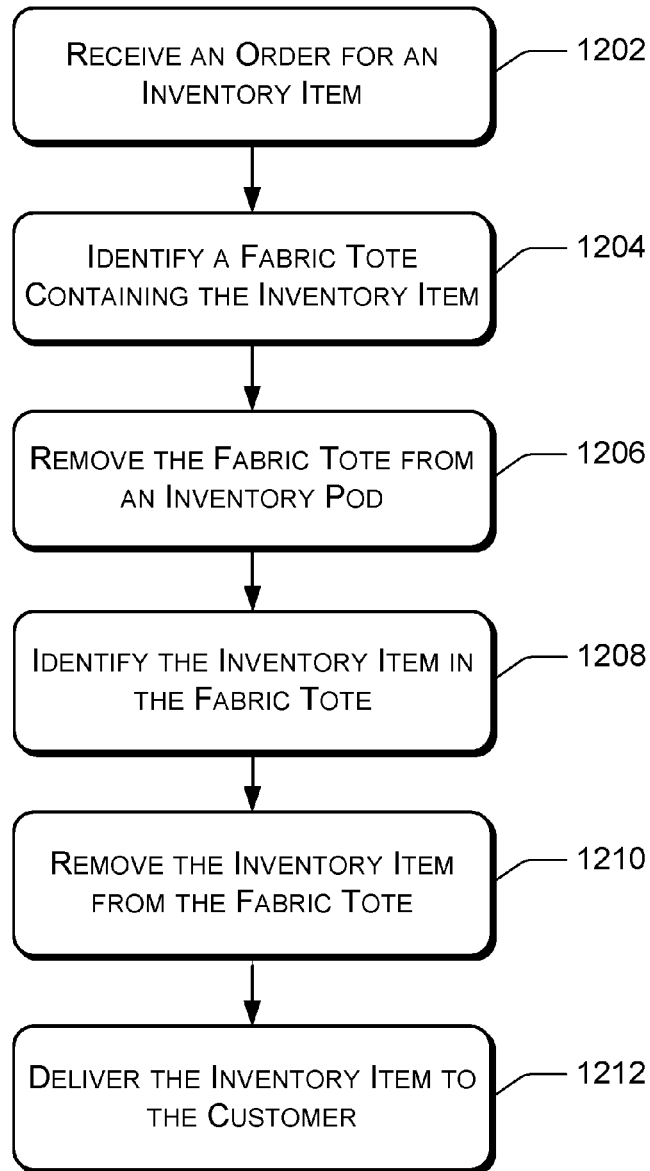 RECEIVE AN ORDER FOR AN
INVENTORY ITEM
1202
IDENTIFY A FABRIC TOTE
CONTAINING THE INVENTORY ITEM
1204
REMOVE THE FABRIC TOTE FROM
AN INVENTORY POD
1206
IDENTIFY THE INVENTORY ITEM IN
THE FABRIC TOTE
1208
REMOVE THE INVENTORY ITEM
FROM THE FABRIC TOTE
1210
DELIVER THE INVENTORY ITEM TO
THE CUSTOMER
1212